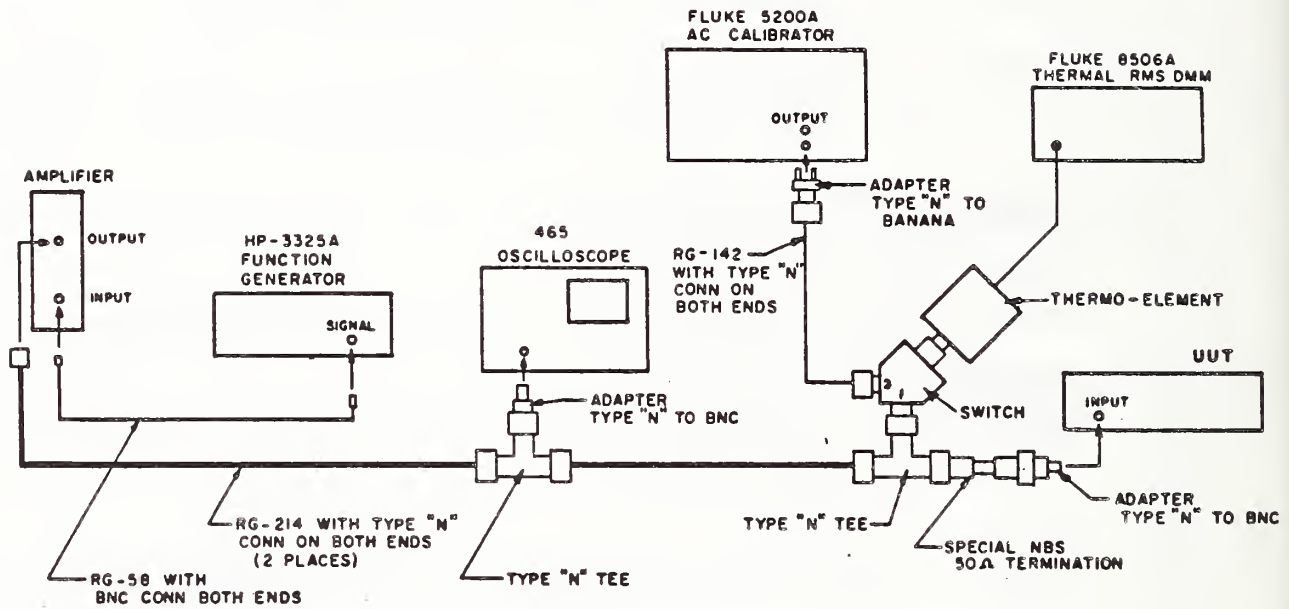 FLUKE 5200A
AC CALIBRATOR
FLUKE 8506A
THERMAL RMS DMM
OUTPUT
AMPLIFIER
OUTPUT
INPUT
HP-3325A
FUNCTION
GENERATOR
SIGNAL
465
OSCILLOSCOPE
ADAPTER
TYPE "N" TO
BANANA
RG-142
WITH TYPE "N"
CONN ON
BOTH ENDS
THERMO-ELEMENT
UUT
INPUT
2
1
SWITCH
ADAPTER
TYPE "N" TO BNC
RG-214 WITH TYPE "N"
CONN ON BOTH ENDS
(2 PLACES)
TYPE "N" TEE
ADAPTER
TYPE "N" TO BNC
SPECIAL NBS
50Ω TERMINATION
RG-58 WITH
BNC CONN BOTH ENDS
TYPE "N" TEE